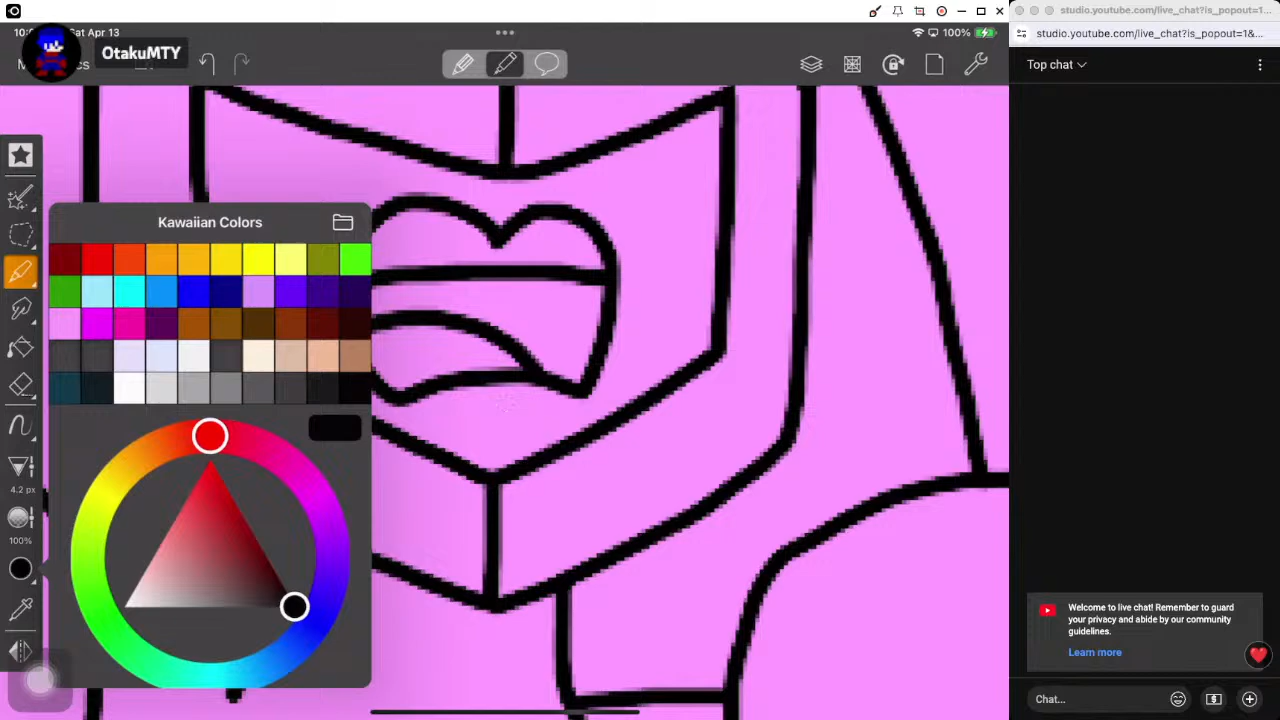 studio.youtube.com/live_chat?is_popout=1...
studio.youtube.com/live_chat?is_popout=1&...
Sat Apr 13
100%
OtakuMTY
Top chat
Kawaiian Colors
4.2 px
100%
Welcome to live chat! Remember to guard
your privacy and abide by our community
guidelines.
Learn more
Chat...